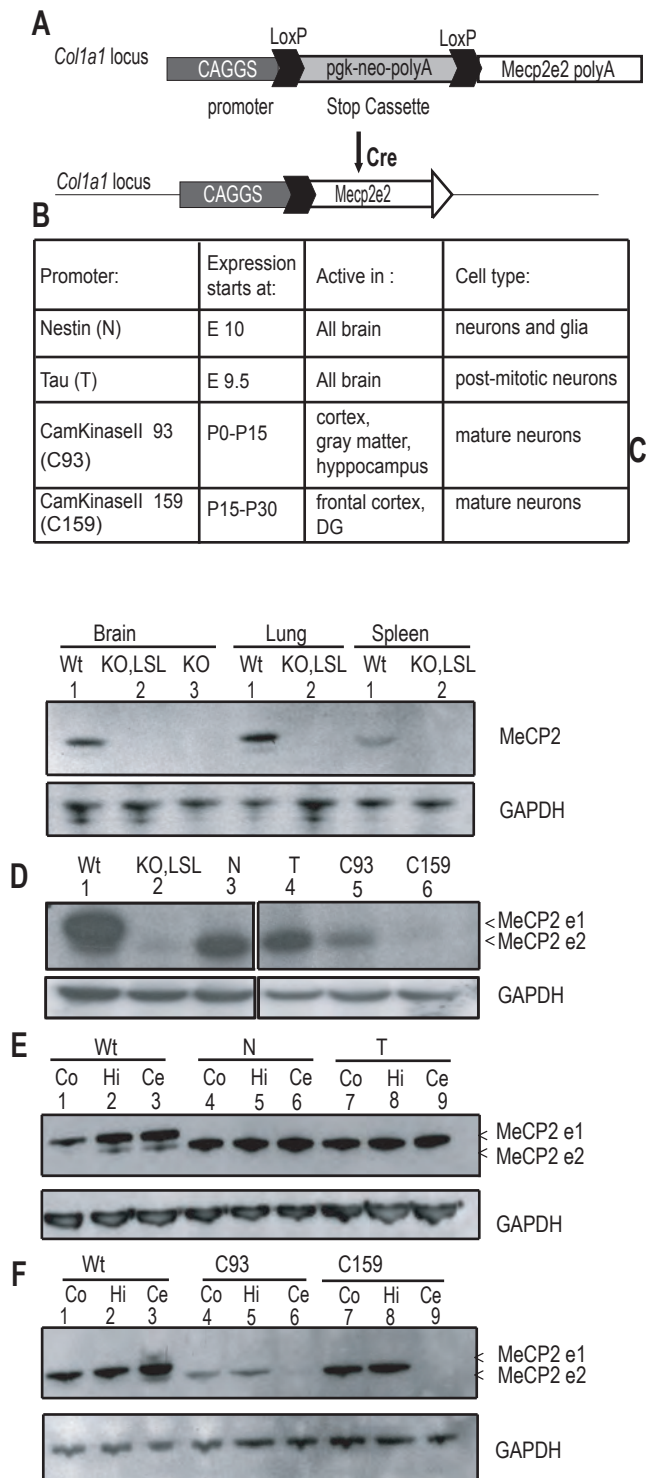 A
LoxP LoxP
Col1a1 locus
CAGGS pgk-neo-polyA Mecp2e2 polyA
promoter Stop Cassette
Cre
Col1a1 locus
CAGGS Mecp2e2
B
Promoter: Expression starts at: Active in : Cell type:
Nestin (N) E 10 All brain neurons and glia
Tau (T) E 9.5 All brain post-mitotic neurons
CamKinaseII 93 (C93) P0-P15 cortex, gray matter, hyppocampus mature neurons
C
CamKinaseII 159 (C159) P15-P30 frontal cortex, DG mature neurons
Brain Lung Spleen
Wt KO,LSL KO Wt KO,LSL Wt KO,LSL
1 2 3 1 2 1 2
MeCP2
GAPDH
D
Wt KO,LSL N T C93 C159
1 2 3 4 5 6
<MeCP2 e1
<MeCP2 e2
GAPDH
E
Wt N T
Co Hi Ce Co Hi Ce Co Hi Ce
1 2 3 4 5 6 7 8 9
< MeCP2 e1
< MeCP2 e2
GAPDH
F
Wt C93 C159
Co Hi Ce Co Hi Ce Co Hi Ce
1 2 3 4 5 6 7 8 9
< MeCP2 e1
< MeCP2 e2
GAPDH